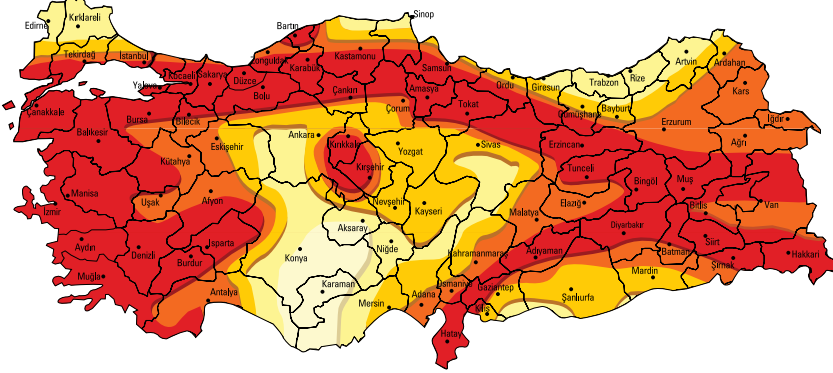 Sinop
Kırklareli
Edirne
Bartın
Tekirdağ
İstanbul
Zonguldak
Kastamonu
Karabük
Samsun
Ordu
Giresun
Trabzon
Rize
Artvin
Ardahan
Kocaeli
Sakarya
Düzce
Bolu
Yalova
Çankırı
Amasya
Çorum
Tokat
Gümüşhane
Bayburt
Kars
Iğdır
Çanakkale
Bursa
Bilecik
Balıkesir
Ankara
Kırıkkale
Erzurum
Ağrı
Eskişehir
Yozgat
Sivas
Erzincan
Kütahya
Kırşehir
Tunceli
Bingöl
Muş
Manisa
Uşak
Afyon
Nevşehir
Kayseri
Elazığ
Malatya
Bitlis
Van
İzmir
Aksaray
Aydın
Denizli
Isparta
Burdur
Konya
Niğde
Kahramanmaraş
Adıyaman
Diyarbakır
Batman
Siirt
Hakkari
Muğla
Antalya
Karaman
Mersin
Adana
Osmaniye
Gaziantep
Şanlıurfa
Mardin
Şırnak
Kilis
Hatay